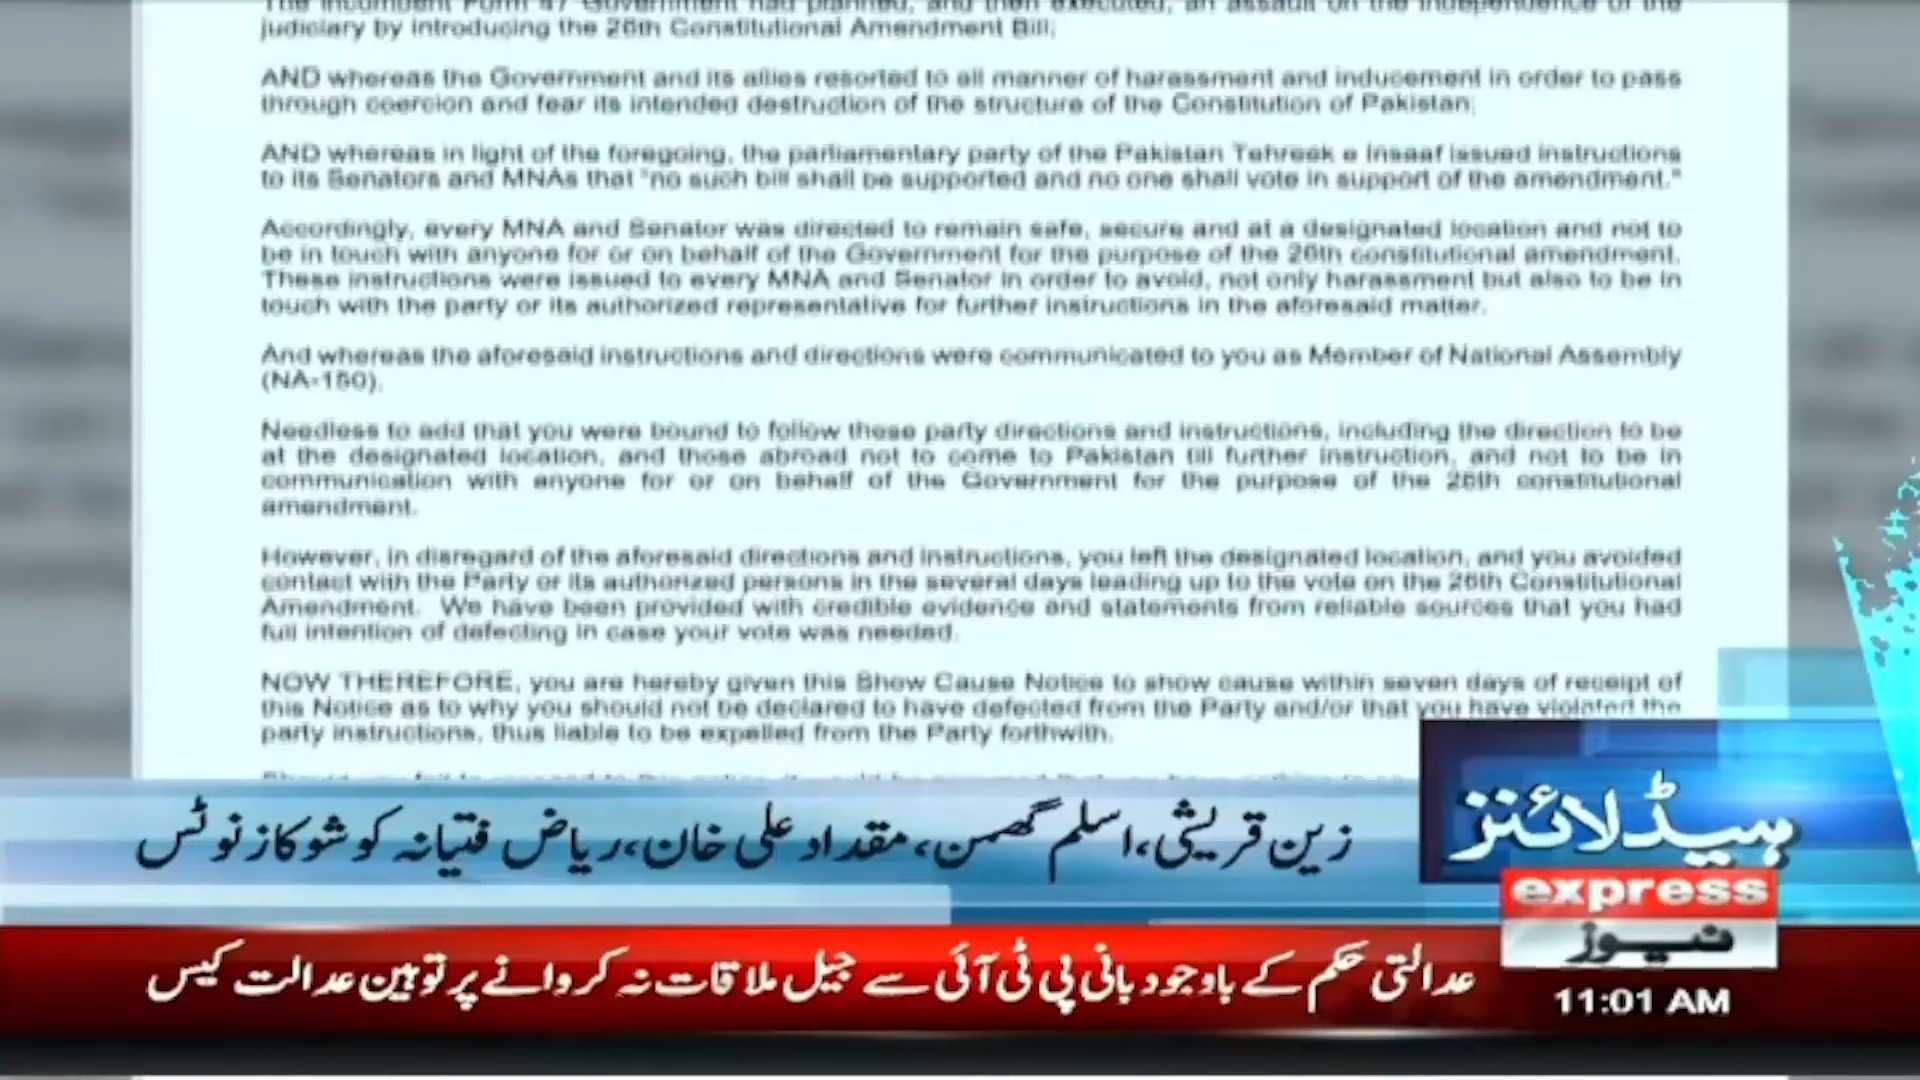 The incumbent Form 47 Government had planned, and then executed, an assault on the independence of the
judiciary by introducing the 26th Constitutional Amendment Bill;
AND whereas the Government and its allies resorted to all manner of harassment and inducement in order to pass
through coercion and fear its intended destruction of the structure of the Constitution of Pakistan;
AND whereas in light of the foregoing, the parliamentary party of the Pakistan Tehreek e Insaaf issued instructions
to its Senators and MNAs that "no such bill shall be supported and no one shall vote in support of the amendment."
Accordingly, every MNA and Senator was directed to remain safe, secure and at a designated location and not to
be in touch with anyone for or on behalf of the Government for the purpose of the 26th constitutional amendment.
These instructions were issued to every MNA and Senator in order to avoid, not only harassment but also to be in
touch with the party or its authorized representative for further instructions in the aforesaid matter.
And whereas the aforesaid instructions and directions were communicated to you as Member of National Assembly
(NA-150).
Needless to add that you were bound to follow these party directions and instructions, including the direction to be
at the designated location, and those abroad not to come to Pakistan till further instruction, and not to be in
communication with anyone for or on behalf of the Government for the purpose of the 26th constitutional
amendment.
However, in disregard of the aforesaid directions and instructions, you left the designated location, and you avoided
contact with the Party or its authorized persons in the several days leading up to the vote on the 26th Constitutional
Amendment. We have been provided with credible evidence and statements from reliable sources that you had
full intention of defecting in case your vote was needed.
NOW THEREFORE, you are hereby given this Show Cause Notice to show cause within seven days of receipt of
this Notice as to why you should not be declared to have defected from the Party and/or that you have violated the
party instructions, thus liable to be expelled from the Party forthwith.
ہیڈلائنز
زین قریشی، اسلم گھمن، مقداد علی خان، ریاض فتیانہ کو شوکاز نوٹس
express
نیوز
عدالتی حکم کے باوجود بانی پی ٹی آئی سے جیل ملاقات نہ کروانے پر توہین عدالت کیس
11:01 AM